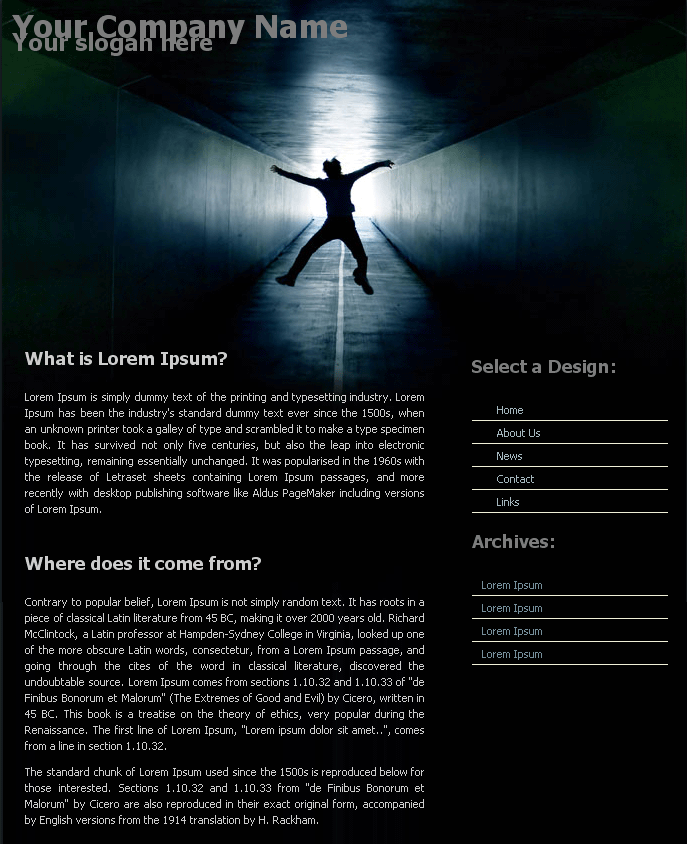 Your Company Name
Your slogan here
What is Lorem Ipsum?
Lorem Ipsum is simply dummy text of the printing and typesetting industry. Lorem
Ipsum has been the industry's standard dummy text ever since the 1500s, when
an unknown printer took a galley of type and scrambled it to make a type specimen
book. It has survived not only five centuries, but also the leap into electronic
typesetting, remaining essentially unchanged. It was popularised in the 1960s with
the release of Letraset sheets containing Lorem Ipsum passages, and more
recently with desktop publishing software like Aldus PageMaker including versions
of Lorem Ipsum.
Where does it come from?
Contrary to popular belief, Lorem Ipsum is not simply random text. It has roots in a
piece of classical Latin literature from 45 BC, making it over 2000 years old. Richard
McClintock, a Latin professor at Hampden-Sydney College in Virginia, looked up one
of the more obscure Latin words, consectetur, from a Lorem Ipsum passage, and
going through the cites of the word in classical literature, discovered the
undoubtable source. Lorem Ipsum comes from sections 1.10.32 and 1.10.33 of "de
Finibus Bonorum et Malorum" (The Extremes of Good and Evil) by Cicero, written in
45 BC. This book is a treatise on the theory of ethics, very popular during the
Renaissance. The first line of Lorem Ipsum, "Lorem ipsum dolor sit amet..", comes
from a line in section 1.10.32.
The standard chunk of Lorem Ipsum used since the 1500s is reproduced below for
those interested. Sections 1.10.32 and 1.10.33 from "de Finibus Bonorum et
Malorum" by Cicero are also reproduced in their exact original form, accompanied
by English versions from the 1914 translation by H. Rackham.
Select a Design:
Home
About Us
News
Contact
Links
Archives:
Lorem Ipsum
Lorem Ipsum
Lorem Ipsum
Lorem Ipsum